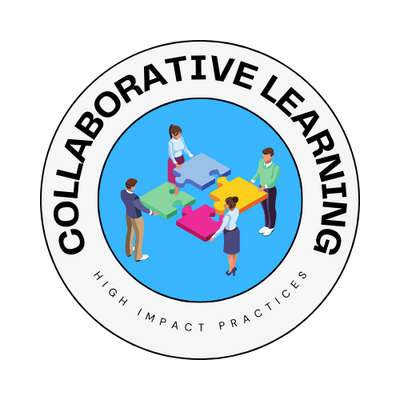 COLLABORATIVE LEARNING
HIGH IMPACT PRACTICES